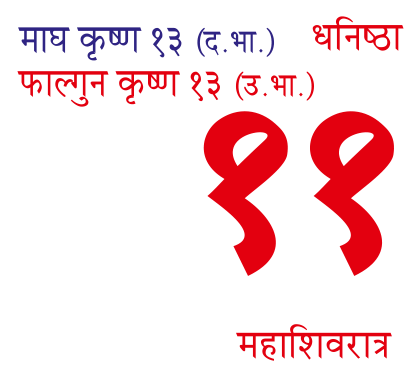 माघ कृष्ण १३ (द.भा.) धनिष्ठा
फाल्गुन कृष्ण १३ (उ.भा.)
११
महाशिवरात्र